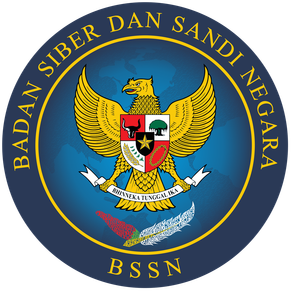 BADAN SIBER DAN SANDI NEGARA
BHINNEKA TUNGGAL IKA
BSSN